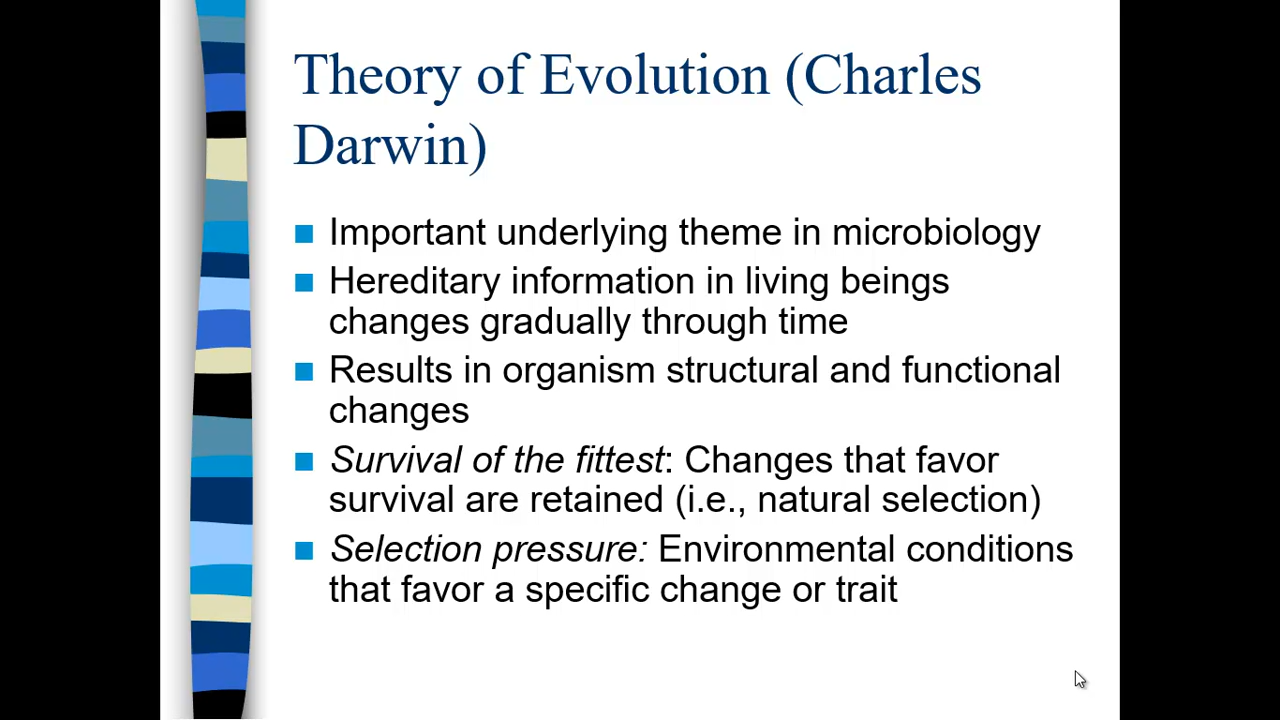 Theory of Evolution (Charles
Darwin)
Important underlying theme in microbiology
Hereditary information in living beings
changes gradually through time
Results in organism structural and functional
changes
Survival of the fittest: Changes that favor
survival are retained (i.e., natural selection)
Selection pressure: Environmental conditions
that favor a specific change or trait